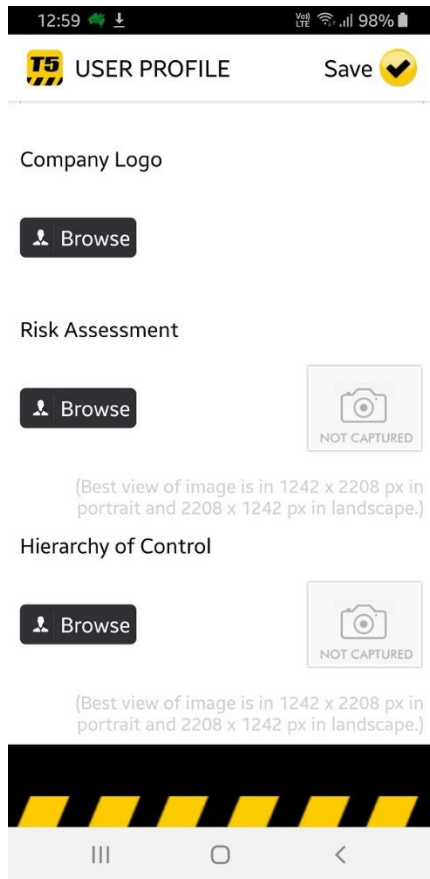 12:59 Vo)) LTE 98%
T5 USER PROFILE Save
Company Logo
Browse
Risk Assessment
Browse
NOT CAPTURED
(Best view of image is in 1242 x 2208 px in
portrait and 2208 x 1242 px in landscape.)
Hierarchy of Control
Browse
NOT CAPTURED
(Best view of image is in 1242 x 2208 px in
portrait and 2208 x 1242 px in landscape.)